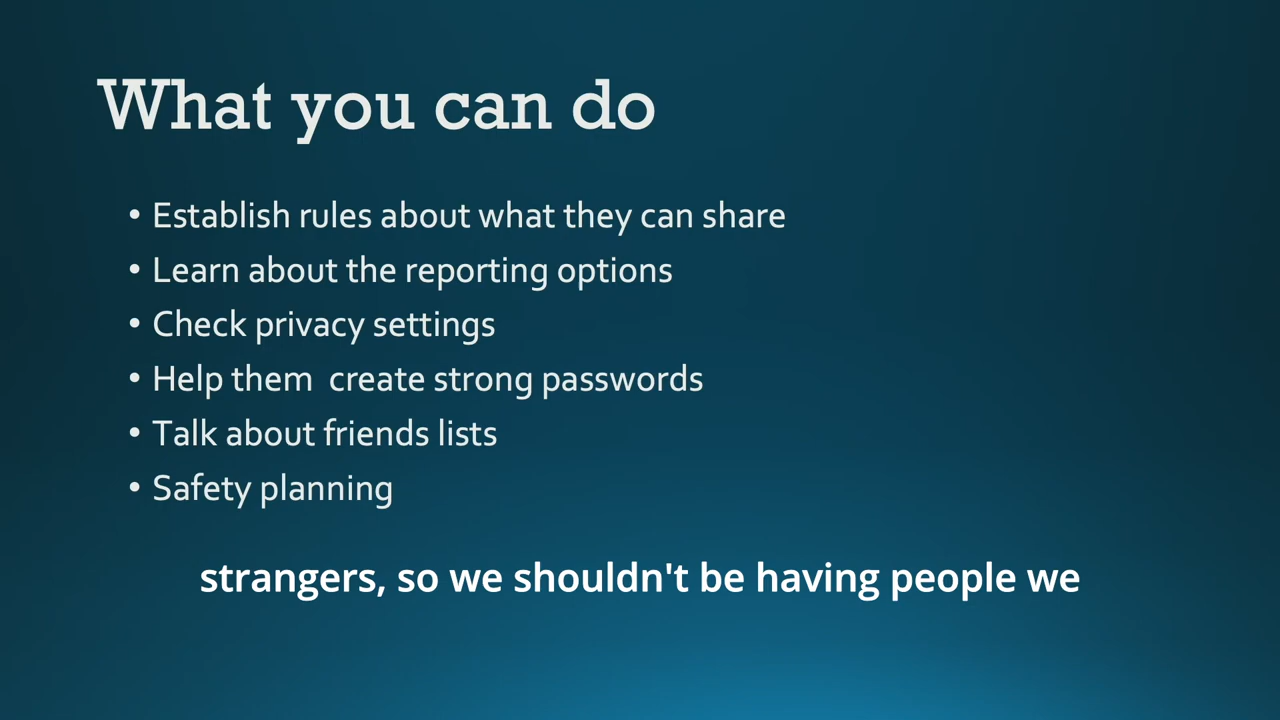 What you can do
• Establish rules about what they can share
• Learn about the reporting options
• Check privacy settings
• Help them  create strong passwords
• Talk about friends lists
• Safety planning
strangers, so we shouldn't be having people we